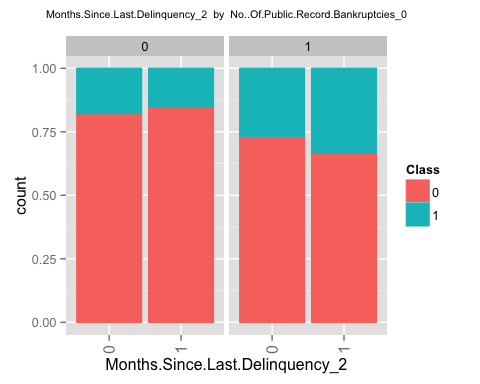 Months.Since.Last.Delinquency_2 by No..Of.Public.Record.Bankruptcies_0
0 1
1.00
0.75
0.50
0.25
0.00
count
0 1 0 1
Months.Since.Last.Delinquency_2
Class
0
1